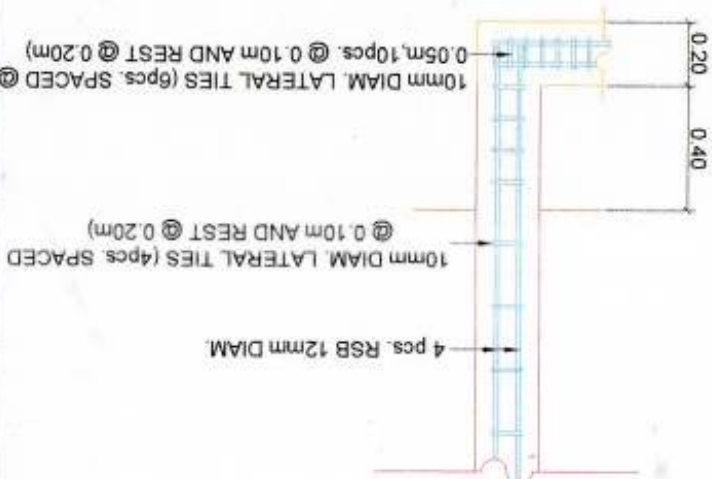 4 pcs. RSB 12mm DIAM.
10mm DIAM. LATERAL TIES (4pcs. SPACED
@ 0.10m AND REST @ 0.20m)
0.40
10mm DIAM. LATERAL TIES (6pcs. SPACED @
0.05m,10pcs. @ 0.10m AND REST @ 0.20m)
0.20